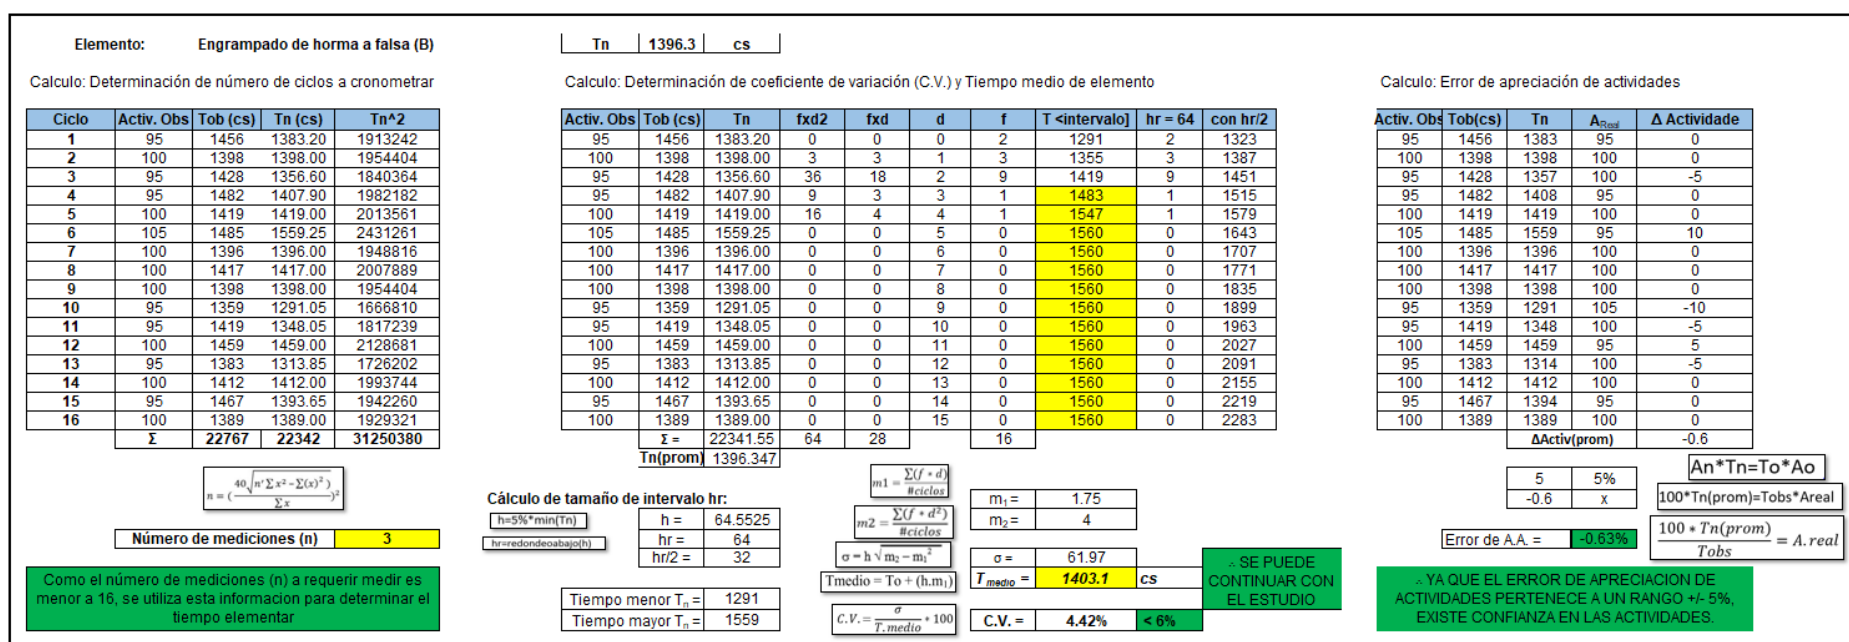 Elemento: Engrampado de horma a falsa (B)
Tn 1396.3 cs
Calculo: Determinación de número de ciclos a cronometrar
Calculo: Determinación de coeficiente de variación (C.V.) y Tiempo medio de elemento
Calculo: Error de apreciación de actividades
Ciclo Activ. Obs Tob (cs) Tn (cs) Tn^2
1 95 1456 1383.20 1913242
2 100 1398 1398.00 1954404
3 95 1428 1356.60 1840364
4 95 1482 1407.90 1982182
5 100 1419 1419.00 2013561
6 105 1485 1559.25 2431261
7 100 1396 1396.00 1948816
8 100 1417 1417.00 2007889
9 100 1398 1398.00 1954404
10 95 1359 1291.05 1666810
11 95 1419 1348.05 1817239
12 100 1459 1459.00 2128681
13 95 1383 1313.85 1726202
14 100 1412 1412.00 1993744
15 95 1467 1393.65 1942260
16 100 1389 1389.00 1929321
Σ 22767 22342 31250380
n = (40√n'Σx²−Σ(x)²) / Σx)²
Número de mediciones (n) 3
Como el número de mediciones (n) a requerir medir es
menor a 16, se utiliza esta informacion para determinar el
tiempo elementar
Activ. Obs Tob (cs) Tn fxd2 fxd d f T <intervalo] hr = 64 con hr/2
95 1456 1383.20 0 0 0 2 1291 2 1323
100 1398 1398.00 3 3 1 3 1355 3 1387
95 1428 1356.60 36 18 2 9 1419 9 1451
95 1482 1407.90 9 3 3 1 1483 1 1515
100 1419 1419.00 16 4 4 1 1547 1 1579
105 1485 1559.25 0 0 5 0 1560 0 1643
100 1396 1396.00 0 0 6 0 1560 0 1707
100 1417 1417.00 0 0 7 0 1560 0 1771
100 1398 1398.00 0 0 8 0 1560 0 1835
95 1359 1291.05 0 0 9 0 1560 0 1899
95 1419 1348.05 0 0 10 0 1560 0 1963
100 1459 1459.00 0 0 11 0 1560 0 2027
95 1383 1313.85 0 0 12 0 1560 0 2091
100 1412 1412.00 0 0 13 0 1560 0 2155
95 1467 1393.65 0 0 14 0 1560 0 2219
100 1389 1389.00 0 0 15 0 1560 0 2283
Σ = 22341.55 64 28 16
Tn(prom) 1396.347
Cálculo de tamaño de intervalo hr:
h=5%*min(Tn) h = 64.5525
hr=redondeoabajo(h) hr = 64
hr/2 = 32
Tiempo menor Tn = 1291
Tiempo mayor Tn = 1559
m1 = Σ(f * d) / #ciclos
m2 = Σ(f * d²) / #ciclos
σ = h √m₂ − m₁²
Tmedio = To + (h.m₁)
C.V. = σ / T.medio * 100
m₁ = 1.75
m₂ = 4
σ = 61.97
Tmedio = 1403.1 cs
C.V. = 4.42% < 6%
∴ SE PUEDE
CONTINUAR CON
EL ESTUDIO
Activ. Obs Tob(cs) Tn AReal Δ Actividade
95 1456 1383 95 0
100 1398 1398 100 0
95 1428 1357 100 -5
95 1482 1408 95 0
100 1419 1419 100 0
105 1485 1559 95 10
100 1396 1396 100 0
100 1417 1417 100 0
100 1398 1398 100 0
95 1359 1291 105 -10
95 1419 1348 100 -5
100 1459 1459 95 5
95 1383 1314 100 -5
100 1412 1412 100 0
95 1467 1394 95 0
100 1389 1389 100 0
ΔActiv(prom) -0.6
5 5%
-0.6 x
Error de A.A. = -0.63%
An*Tn=To*Ao
100*Tn(prom)=Tobs*Areal
100 * Tn(prom) / Tobs = A.real
∴ YA QUE EL ERROR DE APRECIACION DE
ACTIVIDADES PERTENECE A UN RANGO +/- 5%,
EXISTE CONFIANZA EN LAS ACTIVIDADES.